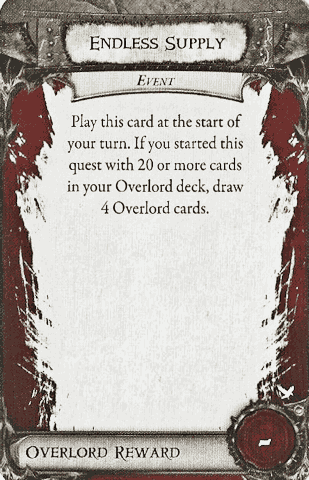 Endless Supply
Event
Play this card at the start of
your turn. If you started this
quest with 20 or more cards
in your Overlord deck, draw
4 Overlord cards.
Overlord Reward
-